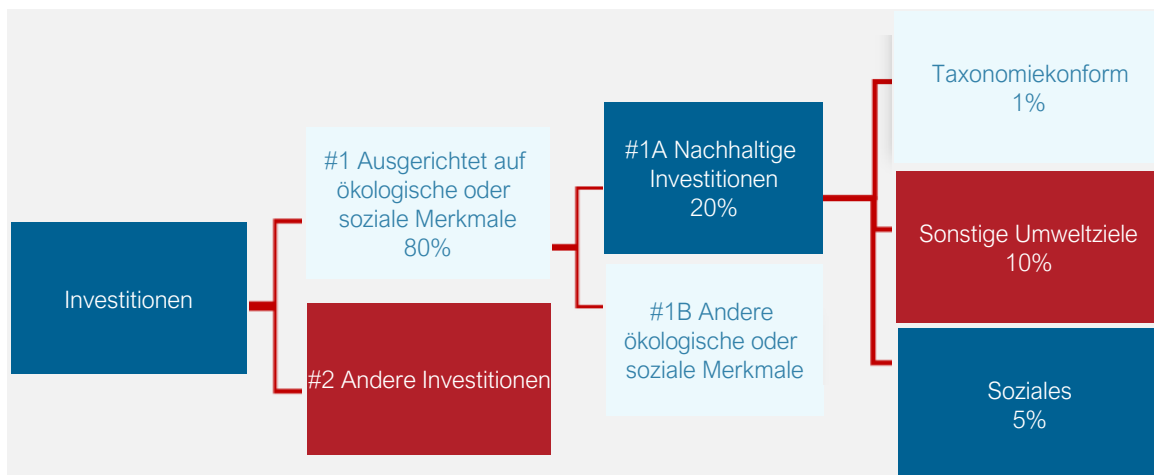 Investitionen
#1 Ausgerichtet auf
ökologische oder
soziale Merkmale
80%
#2 Andere Investitionen
#1A Nachhaltige
Investitionen
20%
#1B Andere
ökologische oder
soziale Merkmale
Taxonomiekonform
1%
Sonstige Umweltziele
10%
Soziales
5%